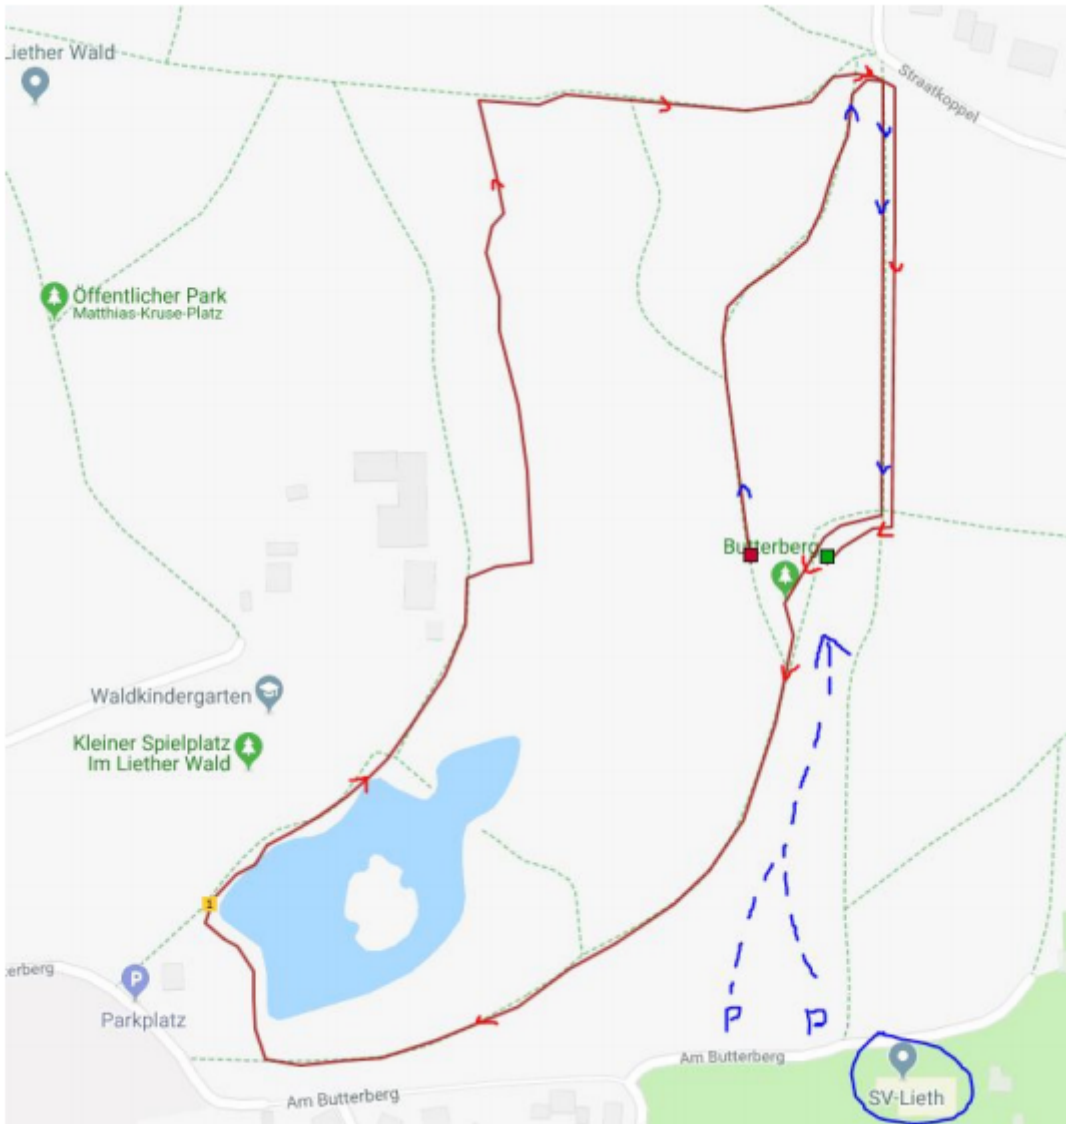 Liether Wald
Straatkoppel
Öffentlicher Park
Matthias-Kruse-Platz
Butterberg
Waldkindergarten
Kleiner Spielplatz
Im Liether Wald
1
P
Parkplatz
terberg
P P
Am Butterberg
Am Butterberg
SV-Lieth